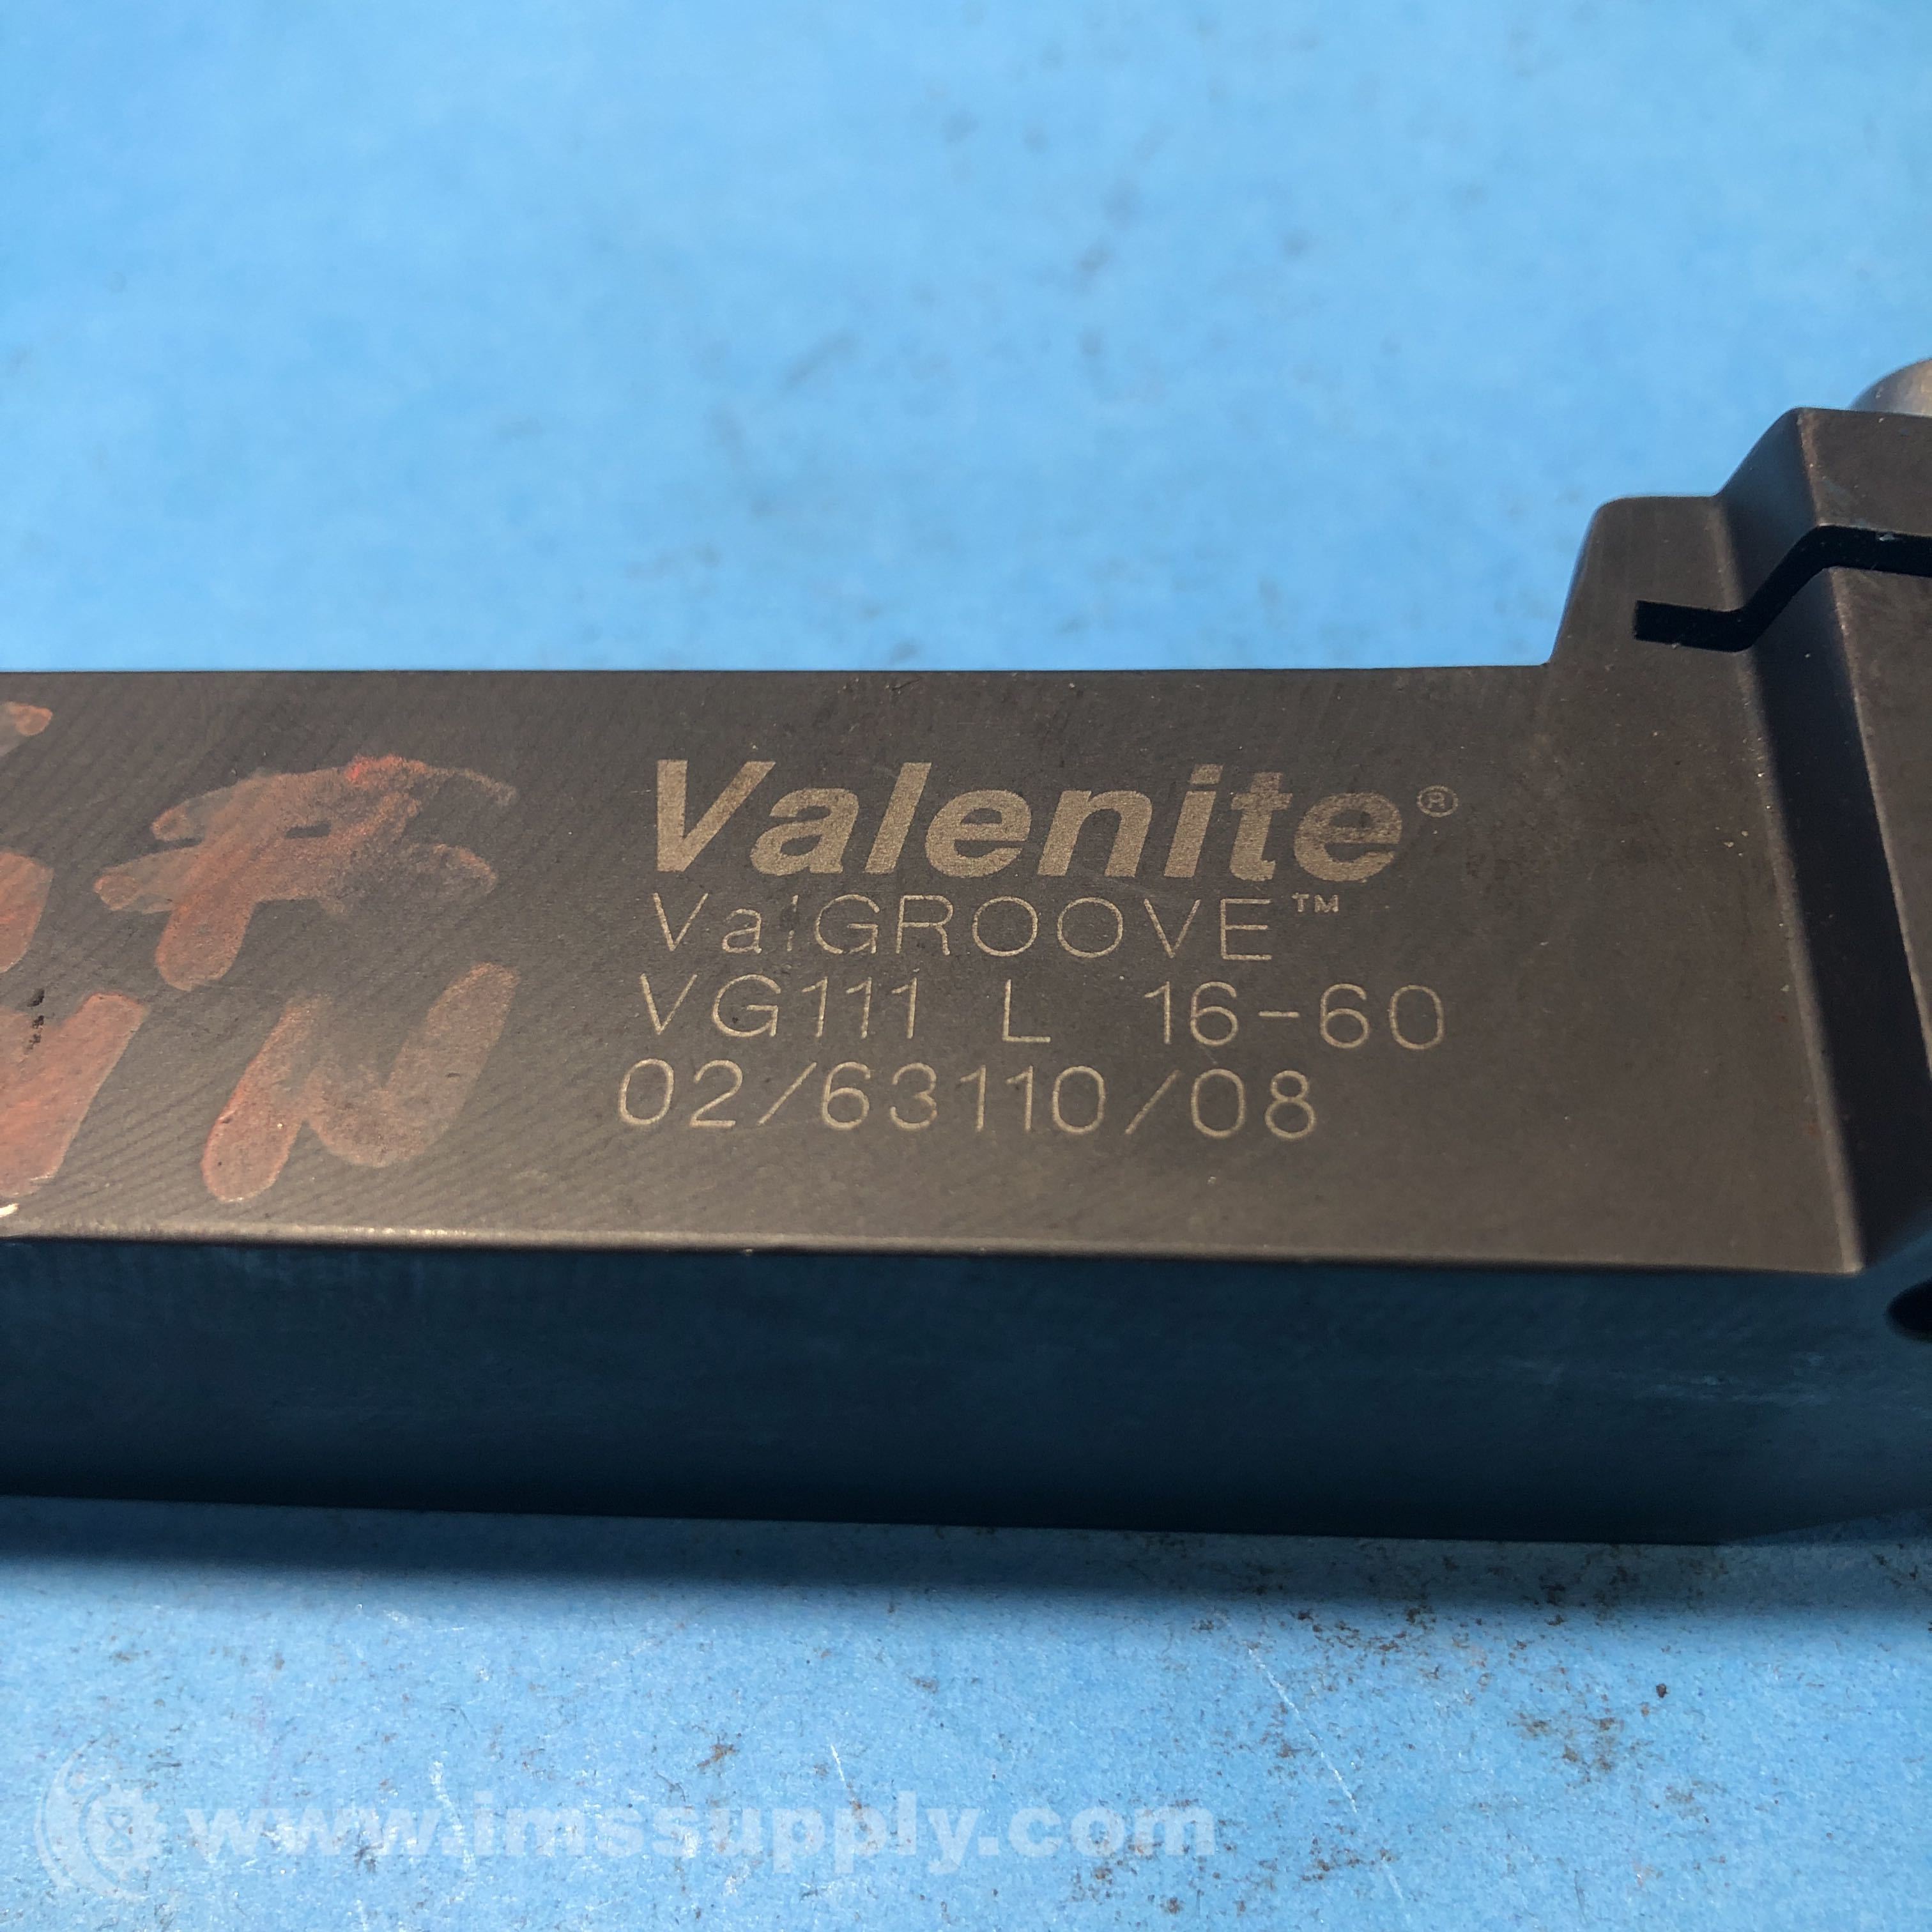 Valenite®
ValGROOVE™
VG111 L 16-60
02/63110/08
www.imssupply.com